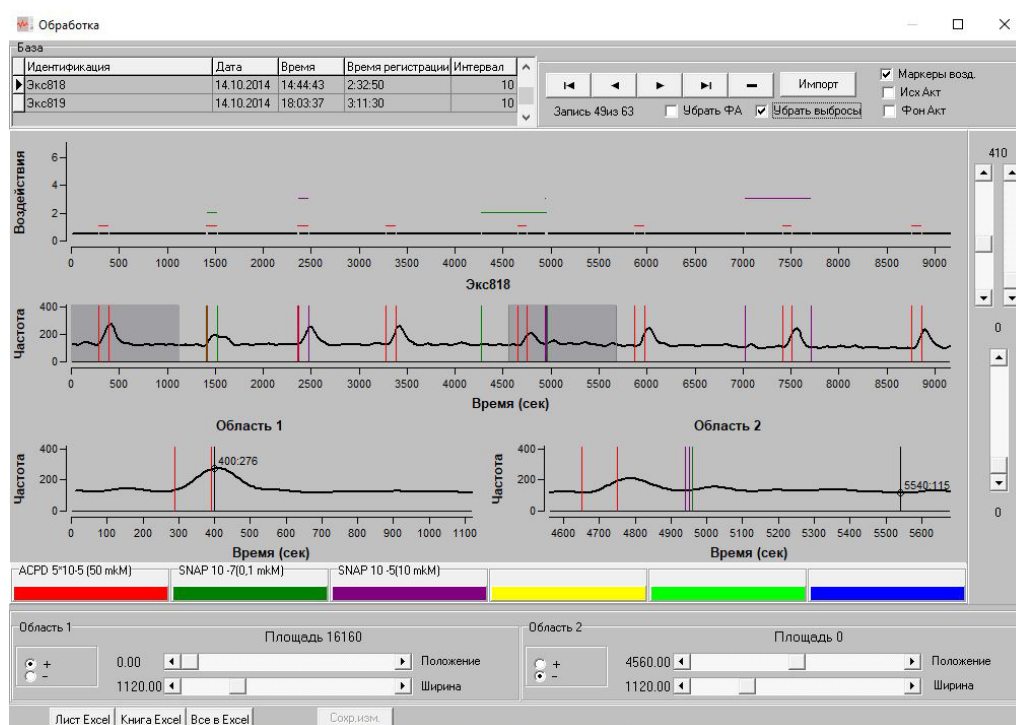 Обработка
База
Идентификация Дата Время Время регистрации Интервал
Экс818 14.10.2014 14:44:43 2:32:50 10
Экс819 14.10.2014 18:03:37 3:11:30 10
Импорт
Запись 49из 63
Убрать ФА
Убрать выбросы
Маркеры возд.
Исх Акт
Фон Акт
410
0
0
Воздействия
6
4
2
0
0 500 1000 1500 2000 2500 3000 3500 4000 4500 5000 5500 6000 6500 7000 7500 8000 8500 9000
Экс818
Частота
400
200
0
0 500 1000 1500 2000 2500 3000 3500 4000 4500 5000 5500 6000 6500 7000 7500 8000 8500 9000
Время (сек)
Область 1
Частота
400
200
0
400:276
0 100 200 300 400 500 600 700 800 900 1000 1100
Время (сек)
Область 2
Частота
400
200
0
5540:115
4600 4700 4800 4900 5000 5100 5200 5300 5400 5500 5600
Время (сек)
ACPD 5*10-5 (50 mkM)
SNAP 10 -7(0,1 mkM)
SNAP 10 -5(10 mkM)
Область 1
Площадь 16160
+
-
0.00 Положение
1120.00 Ширина
Область 2
Площадь 0
+
-
4560.00 Положение
1120.00 Ширина
Лист Excel Книга Excel Все в Excel Сохр.изм.